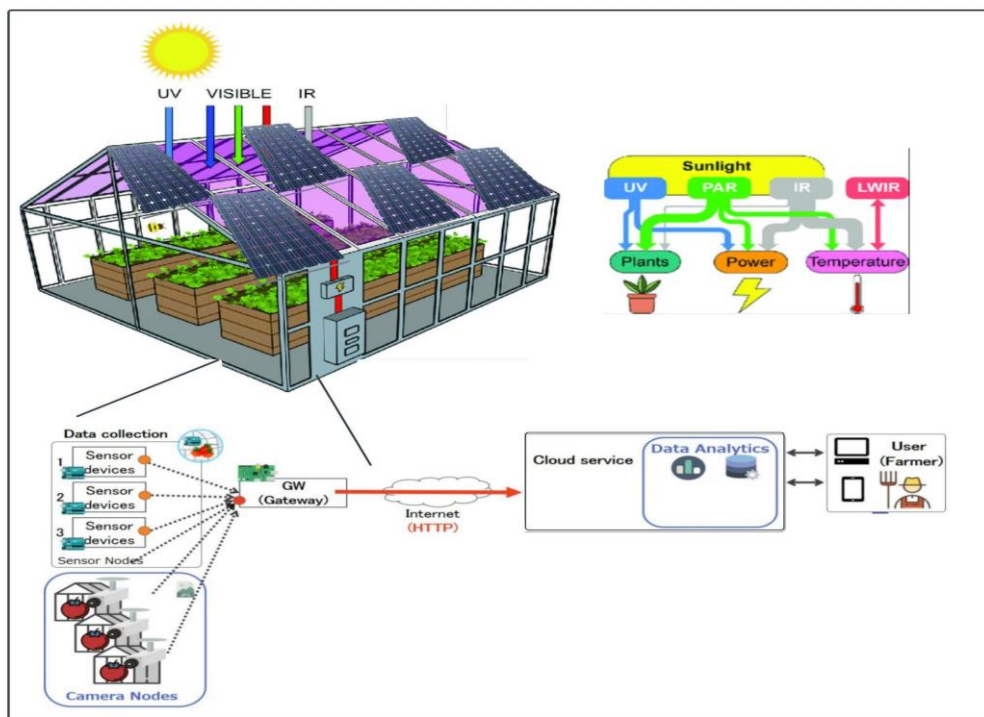 UV VISIBLE IR
Sunlight
UV PAR IR LWIR
Plants Power Temperature
Data collection
1 Sensor
devices
2 Sensor
devices
3 Sensor
devices
Sensor Nodes
GW
(Gateway)
Internet
(HTTP)
Cloud service
Data Analytics
User
(Farmer)
Camera Nodes